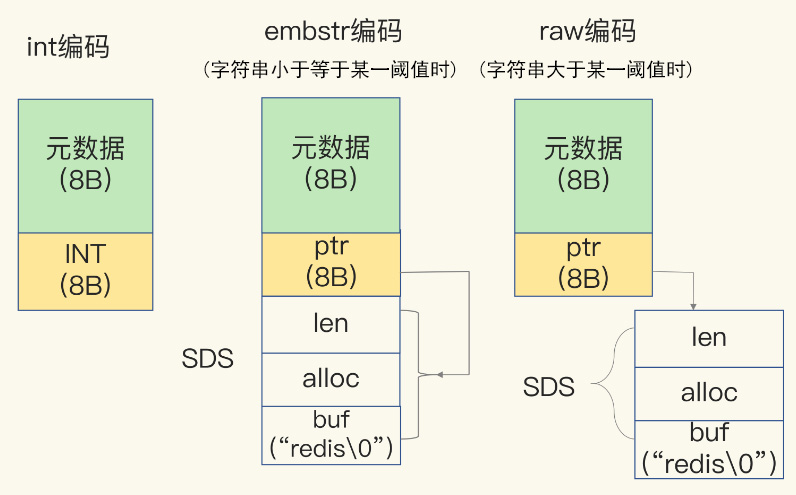 int编码
元数据
(8B)
INT
(8B)
embstr编码
(字符串小于等于某一阈值时)
元数据
(8B)
ptr
(8B)
SDS
len
alloc
buf
(“redis\0”)
raw编码
(字符串大于某一阈值时)
元数据
(8B)
ptr
(8B)
SDS
len
alloc
buf
(“redis\0”)